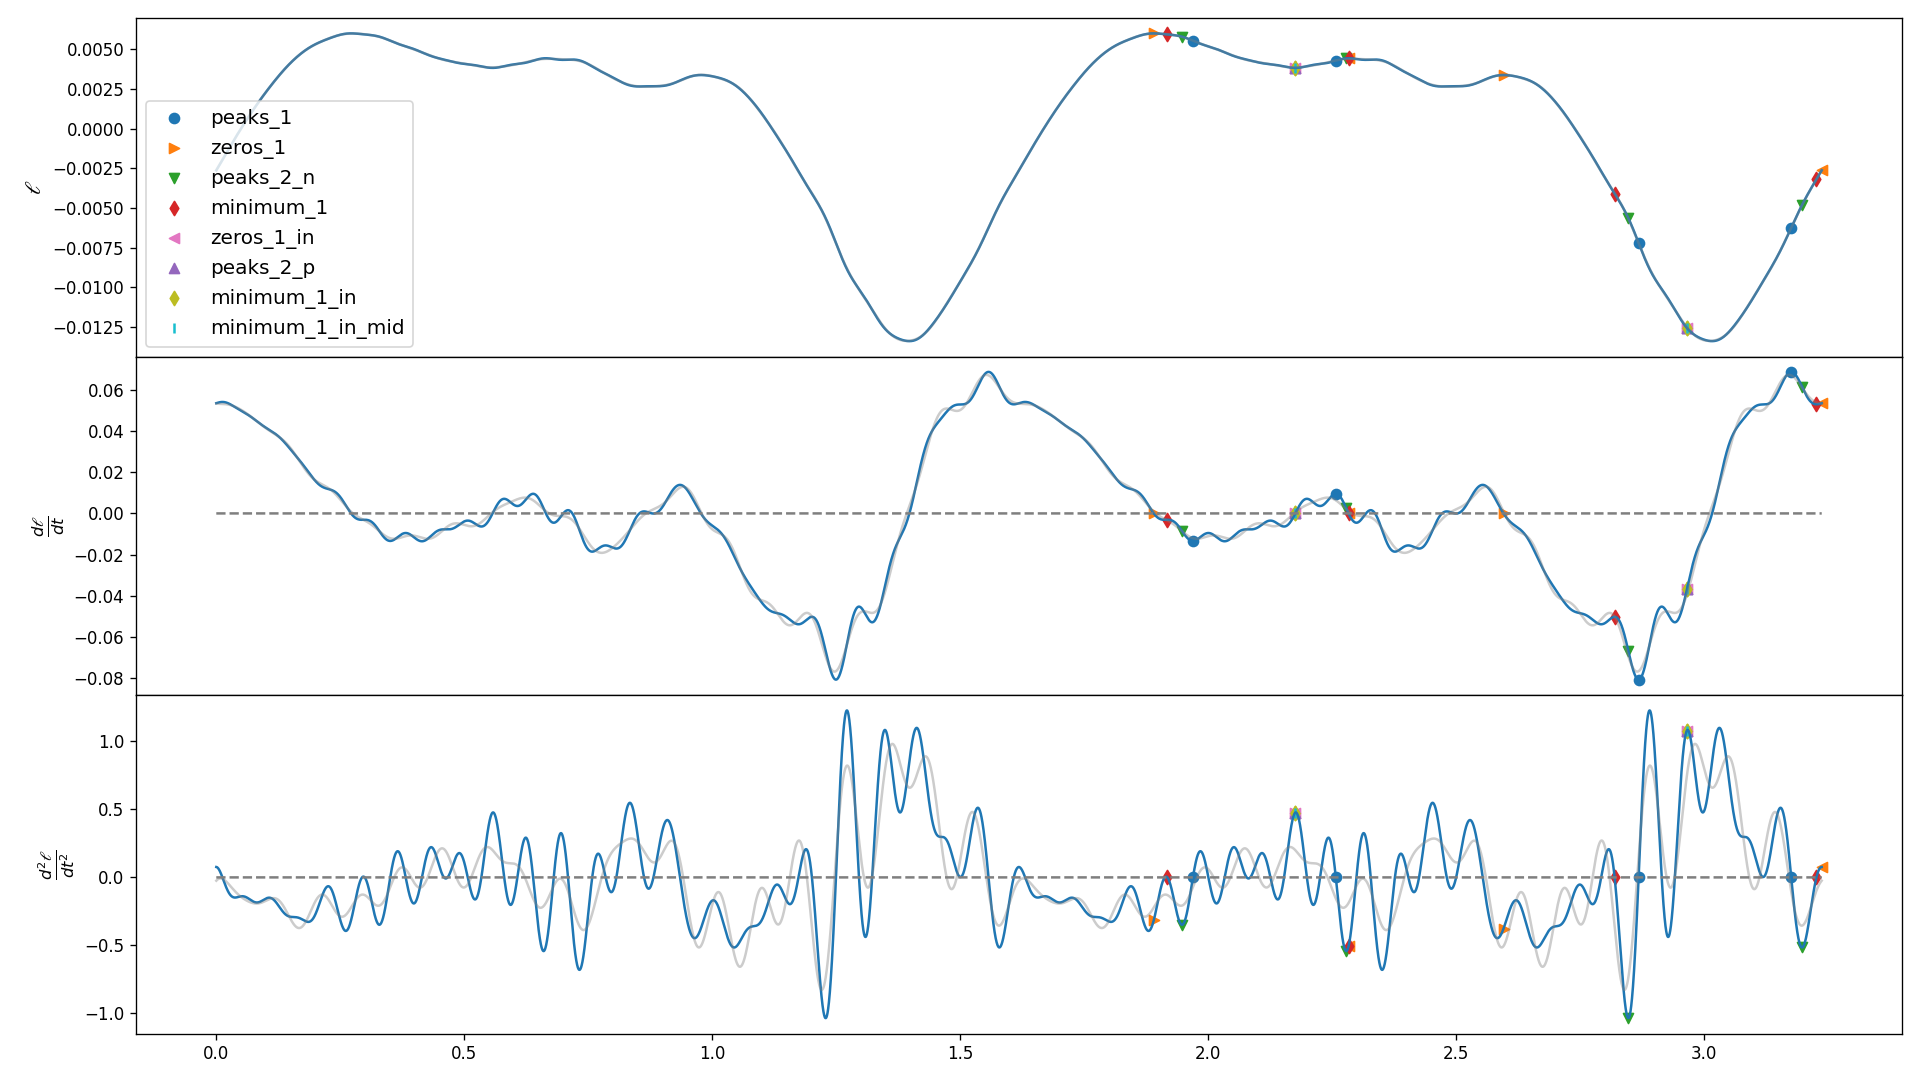 0.0050
0.0025
0.0000
−0.0025
−0.0050
−0.0075
−0.0100
−0.0125
ℓ
peaks_1
zeros_1
peaks_2_n
minimum_1
zeros_1_in
peaks_2_p
minimum_1_in
minimum_1_in_mid
0.06
0.04
0.02
0.00
−0.02
−0.04
−0.06
−0.08
dℓ
dt
1.0
0.5
0.0
−0.5
−1.0
d²ℓ
dt²
0.0 0.5 1.0 1.5 2.0 2.5 3.0